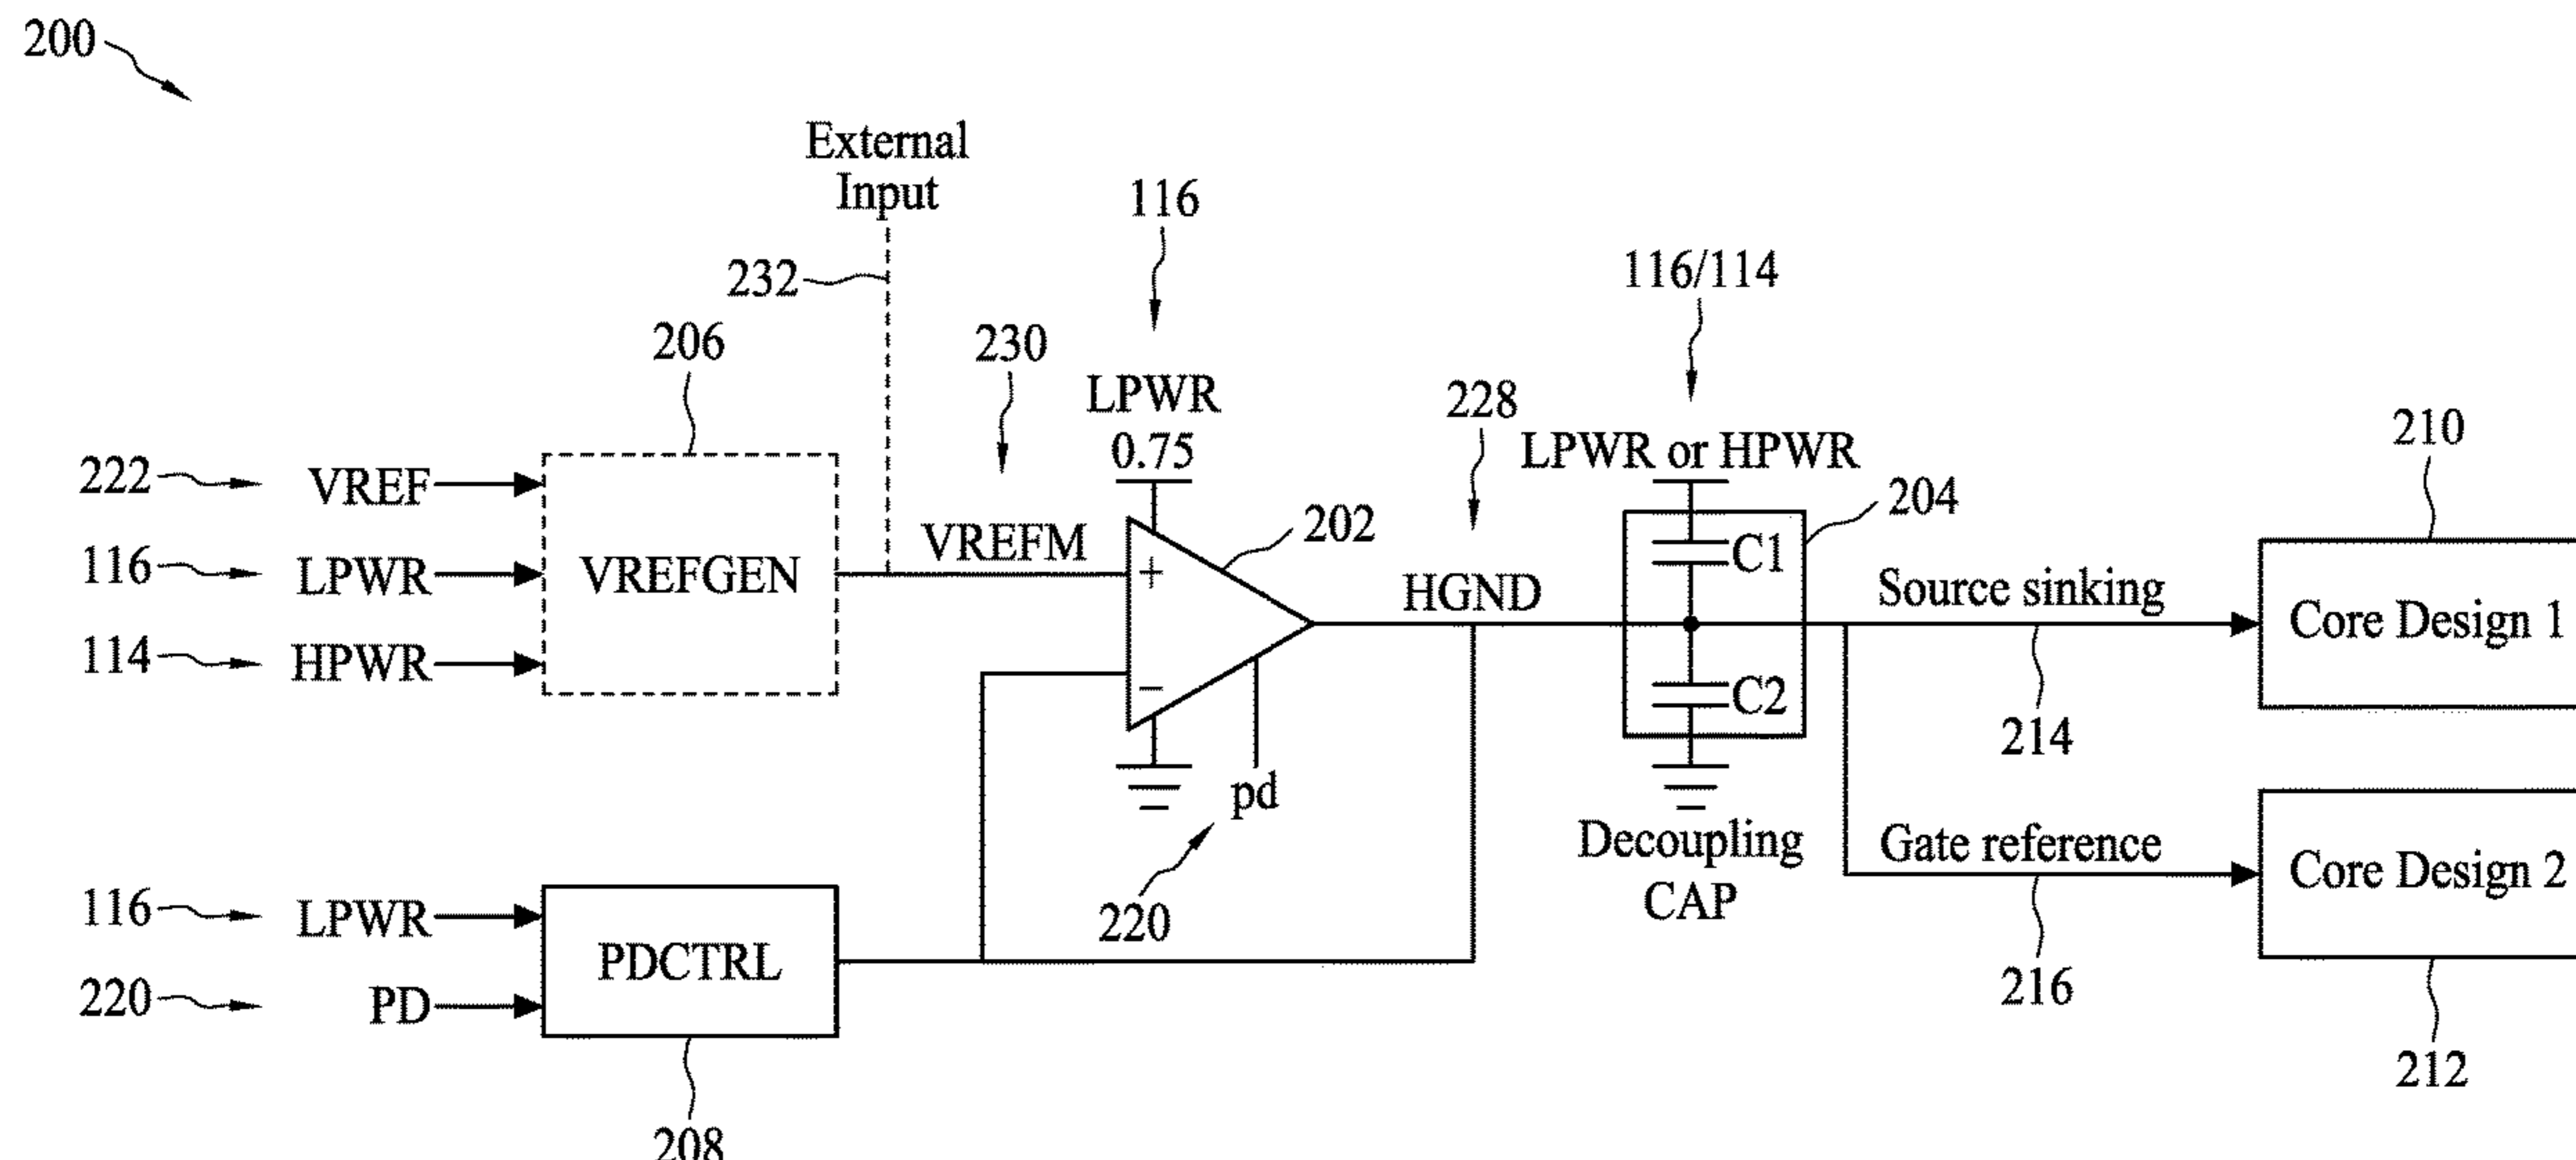 200
External
Input
116
232
116/114
206
230
LPWR
228
LPWR or HPWR
210
222 VREF
0.75
204
VREFM
202
116 LPWR
VREFGEN
+
C1
HGND
Source sinking
Core Design 1
114 HPWR
−
C2
214
pd
Decoupling
CAP
Gate reference
Core Design 2
116 LPWR
220
PDCTRL
216
220 PD
212
208